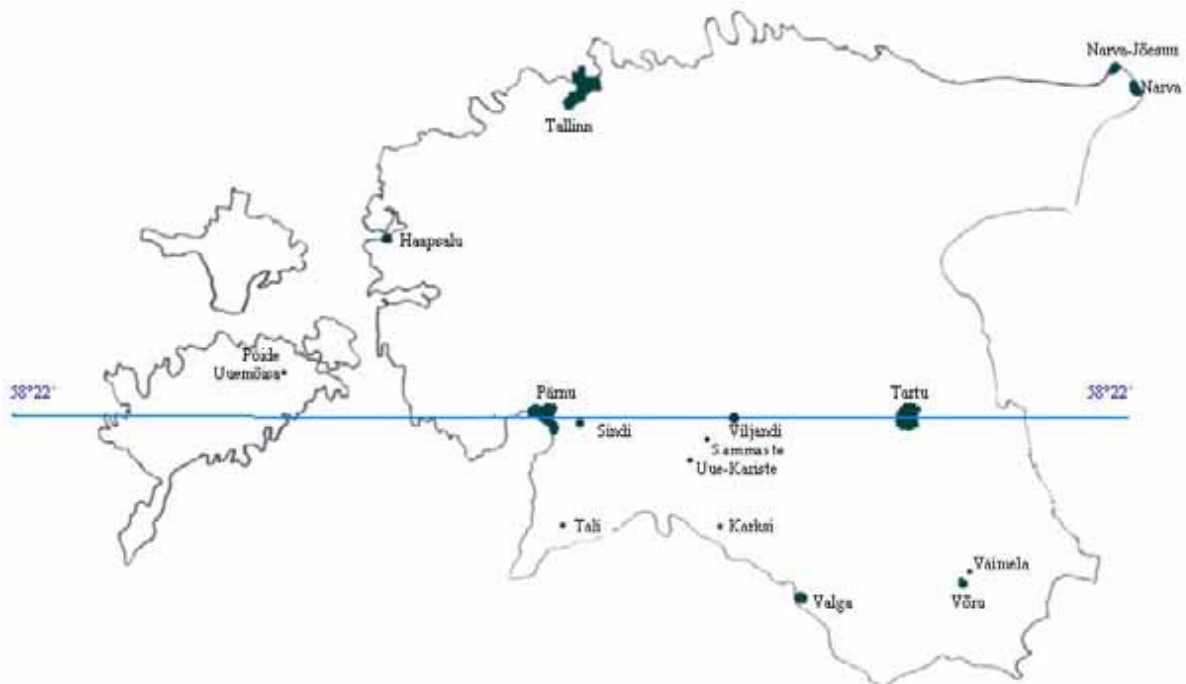 Narva-Jõesuu
Narva
Tallinn
Haapsalu
Põide
Uuemõisa
58°22'
Pärnu
Tartu
58°22'
Sindi
Viljandi
Sammaste
Uue-Kariste
Tali
Karksi
Vaimela
Valga
Võru